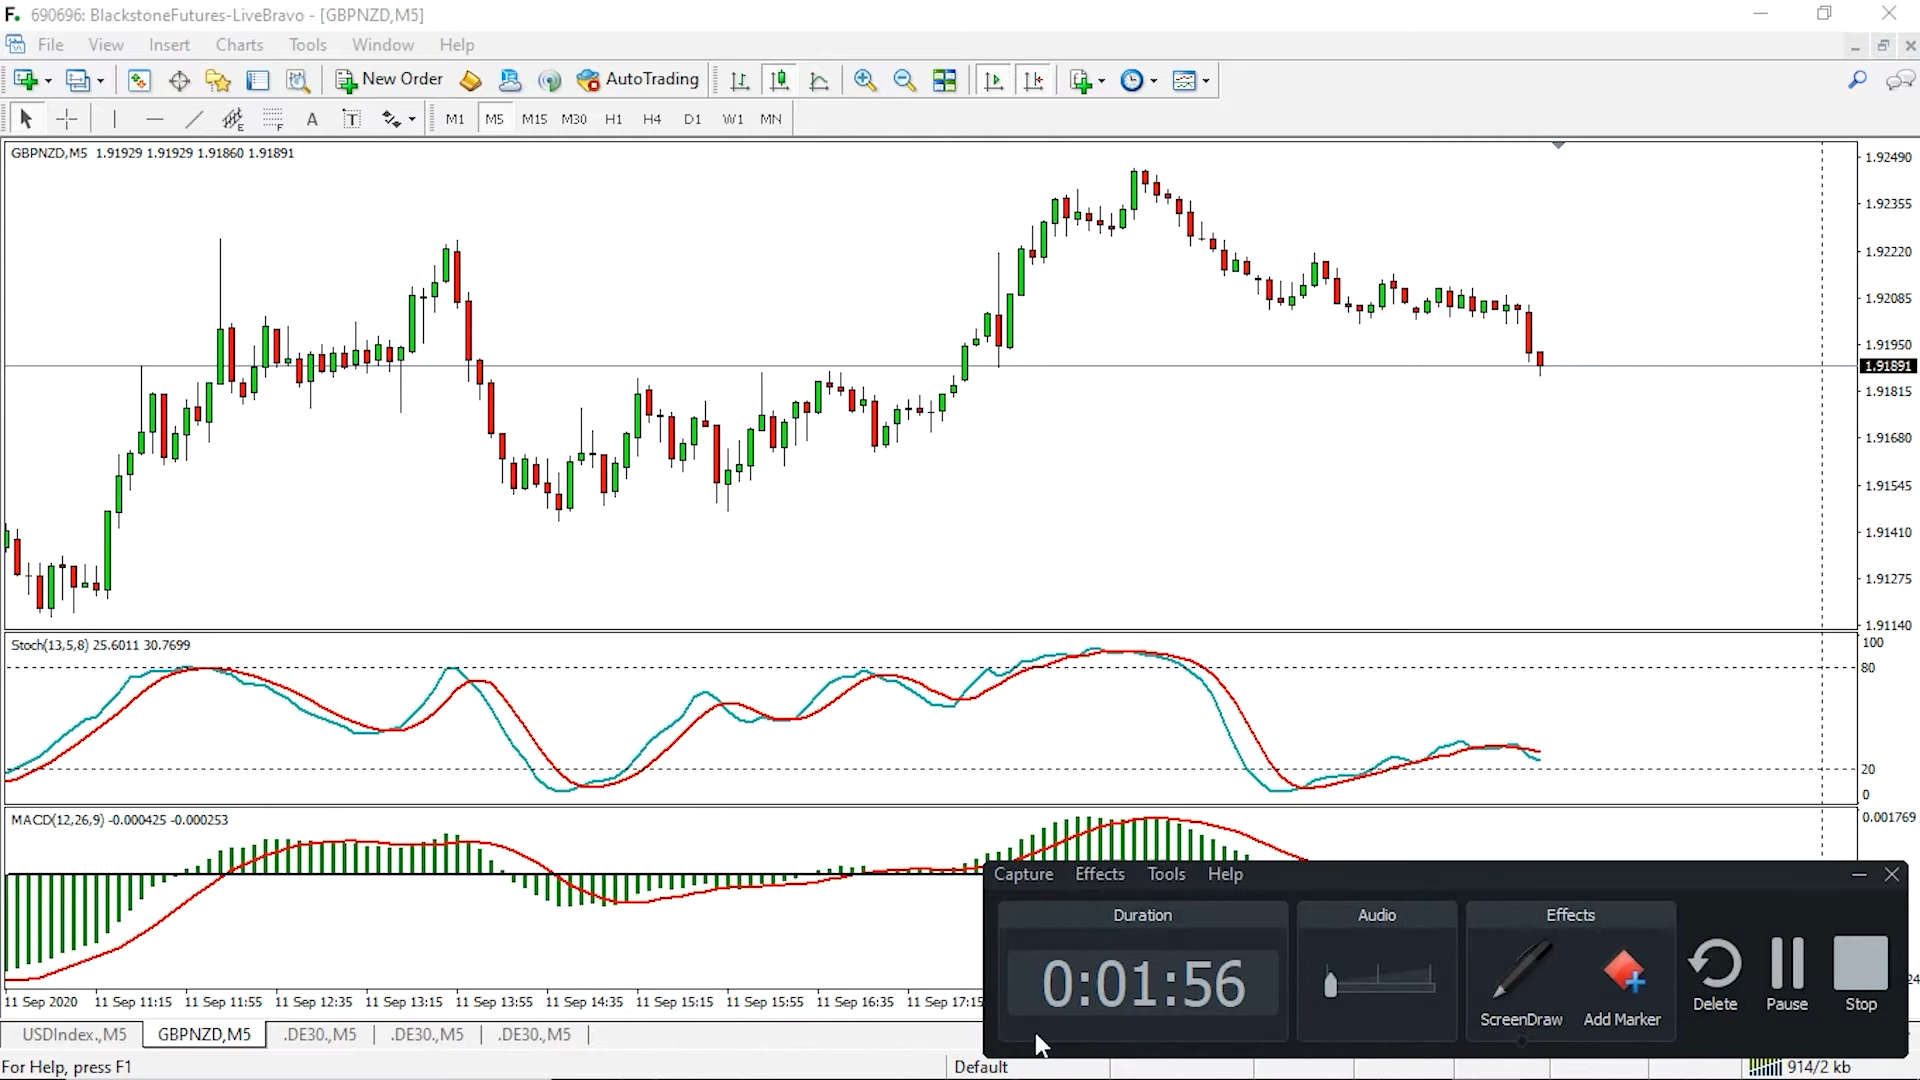 F. 690696: BlackstoneFutures-LiveBravo - [GBPNZD,M5]
File View Insert Charts Tools Window Help
New Order AutoTrading
A T M1 M5 M15 M30 H1 H4 D1 W1 MN
GBPNZD,M5 1.91929 1.91929 1.91860 1.91891
1.92490
1.92355
1.92220
1.92085
1.91950
1.91891
1.91815
1.91680
1.91545
1.91410
1.91275
1.91140
Stoch(13,5,8) 25.6011 30.7699
100
80
20
0
MACD(12,26,9) -0.000425 -0.000253
0.001769
Capture Effects Tools Help
Duration Audio Effects
0:01:56
ScreenDraw Add Marker Delete Pause Stop
11 Sep 2020 11 Sep 11:15 11 Sep 11:55 11 Sep 12:35 11 Sep 13:15 11 Sep 13:55 11 Sep 14:35 11 Sep 15:15 11 Sep 15:55 11 Sep 16:35 11 Sep 17:15
USDIndex.,M5 GBPNZD,M5 .DE30.,M5 .DE30.,M5 .DE30.,M5
For Help, press F1 Default 914/2 kb